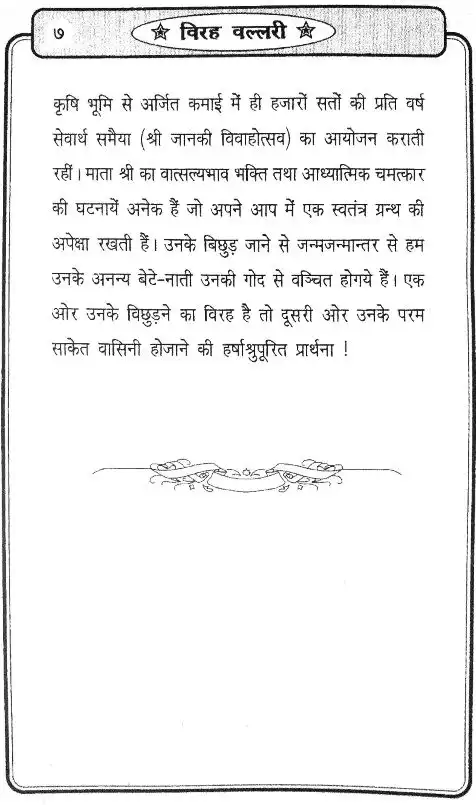 ७ ✯ विरह वल्लरी ✯
कृषि भूमि से अर्जित कमाई में ही हजारों सतों की प्रति वर्ष
सेवार्थ समैया (श्री जानकी विवाहोत्सव) का आयोजन कराती
रहीं। माता श्री का वात्सल्यभाव भक्ति तथा आध्यात्मिक चमत्कार
की घटनायें अनेक हैं जो अपने आप में एक स्वतंत्र ग्रन्थ की
अपेक्षा रखती हैं। उनके बिछुड़ जाने से जन्मजन्मान्तर से हम
उनके अनन्य बेटे-नाती उनकी गोद से वञ्चित होगये हैं। एक
ओर उनके विछुड़ने का विरह है तो दूसरी ओर उनके परम
साकेत वासिनी होजाने की हर्षाश्रुपूरित प्रार्थना !